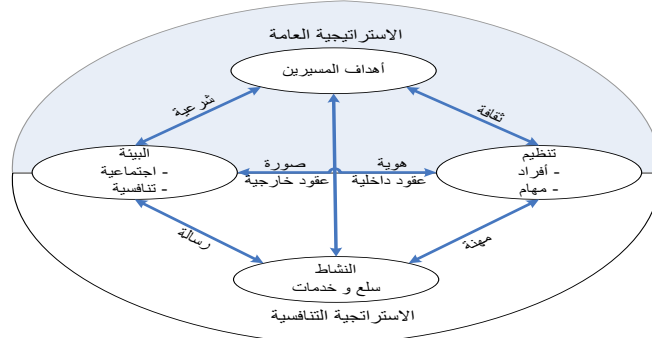 الاستراتيجية العامة
أهداف المسيرين
شرعية
ثقافة
البيئة
- اجتماعية
- تنافسية
تنظيم
- أفراد
- مهام
صورة
عقود خارجية
هوية
عقود داخلية
رسالة
مهنة
النشاط
سلع و خدمات
الاستراتجية التنافسية